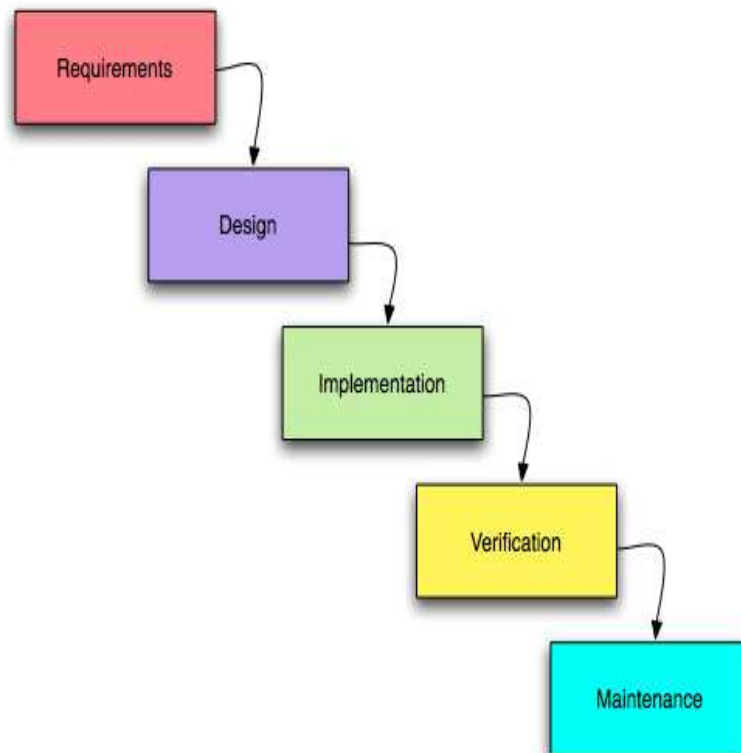 Requirements
Design
Implementation
Verification
Maintenance